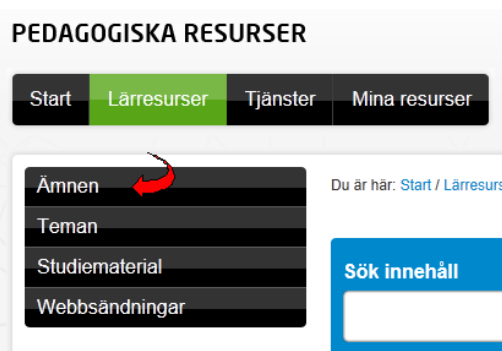 PEDAGOGISKA RESURSER
Start Lärresurser Tjänster Mina resurser
Ämnen
Teman
Studiematerial
Webbsändningar
Du är här: Start / Lärresurs
Sök innehåll